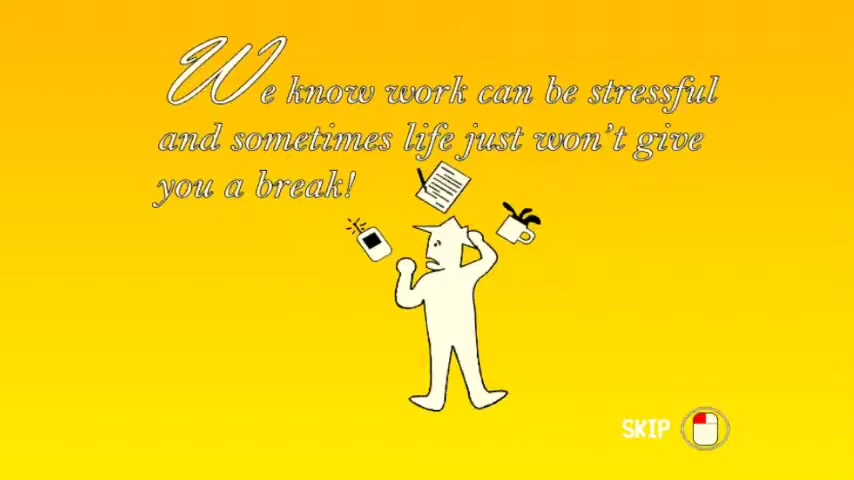 We know work can be stressful
and sometimes life just won't give
you a break!
SKIP